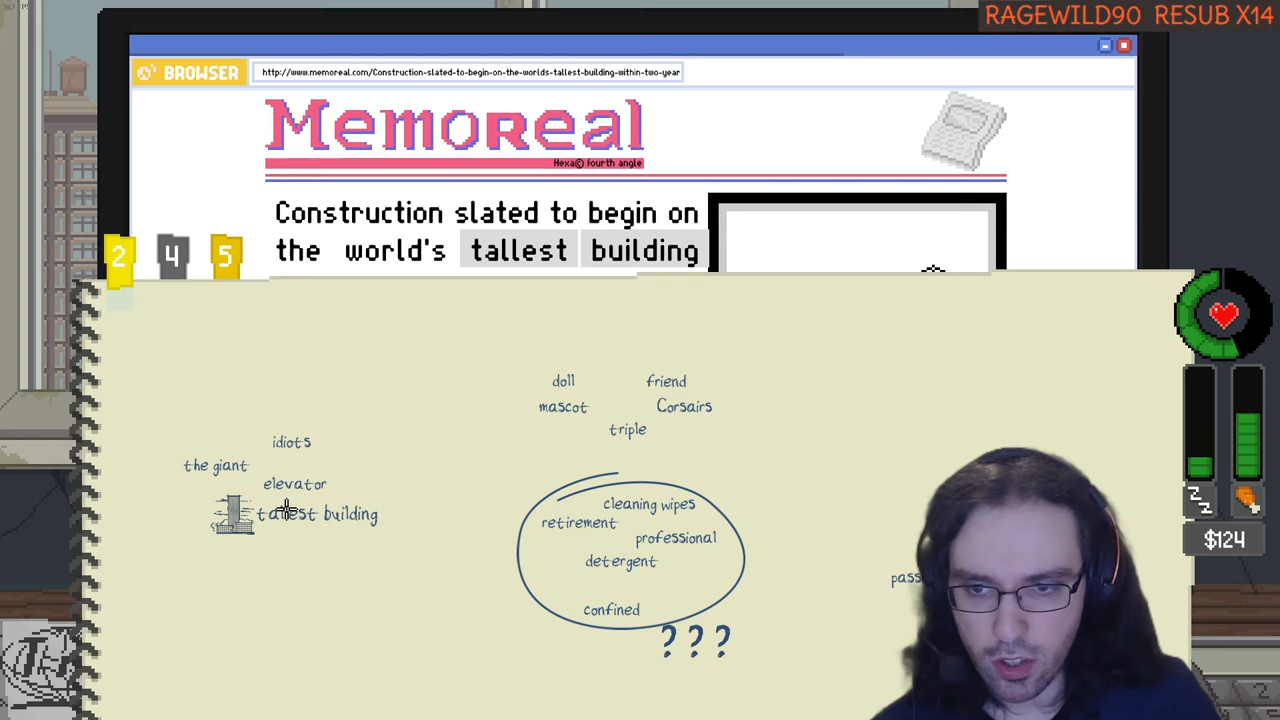 RAGEWILD90 RESUB X14
BROWSER
http://www.memoreal.com/Construction-slated-to-begin-on-the-worlds-tallest-building-within-two-year
Memoreal
Hexa© fourth angle
Construction slated to begin on
the world's tallest building
2 4 5
doll friend
mascot Corsairs
triple
idiots
the giant
elevator
tallest building
cleaning wipes
retirement
professional
detergent
confined
???
pass
$124